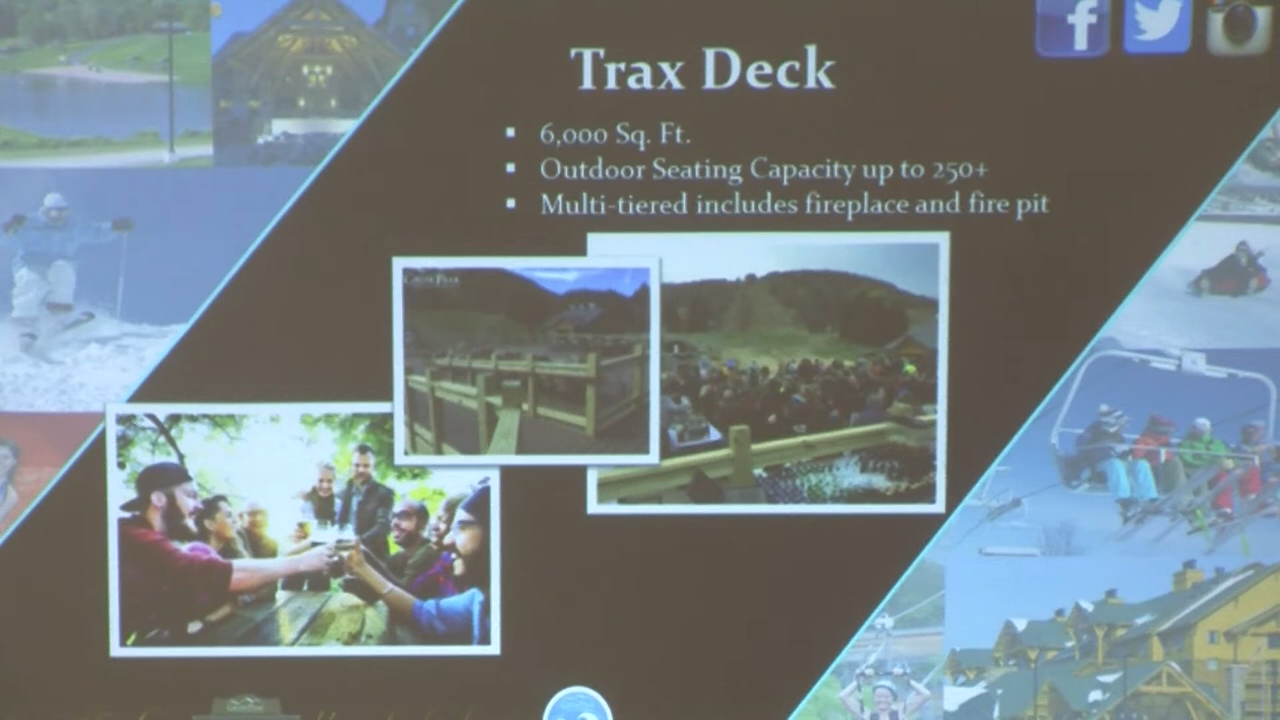 Trax Deck
▪ 6,000 Sq. Ft.
▪ Outdoor Seating Capacity up to 250+
▪ Multi-tiered includes fireplace and fire pit